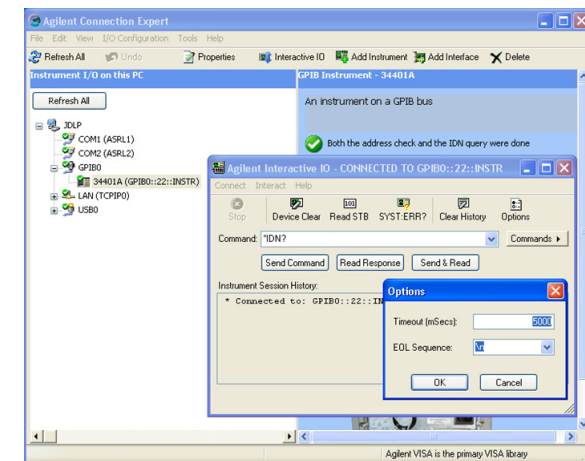 Agilent Connection Expert
File Edit View I/O Configuration Tools Help
Refresh All Undo Properties Interactive IO Add Instrument Add Interface Delete
Instrument I/O on this PC
GPIB Instrument - 34401A
Refresh All
An instrument on a GPIB bus
JDLP
COM1 (ASRL1)
Both the address check and the IDN query were done
COM2 (ASRL2)
GPIB0
34401A (GPIB0::22::INSTR)
LAN (TCPIP0)
USB0
Agilent Interactive IO - CONNECTED TO GPIB0::22::INSTR
Connect Interact Help
Stop Device Clear Read STB SYST:ERR? Clear History Options
Command: *IDN? Commands
Send Command Read Response Send & Read
Instrument Session History:
* Connected to: GPIB0::22::IN
Options
Timeout (mSecs): 5000
EOL Sequence: \n
OK Cancel
Agilent VISA is the primary VISA library